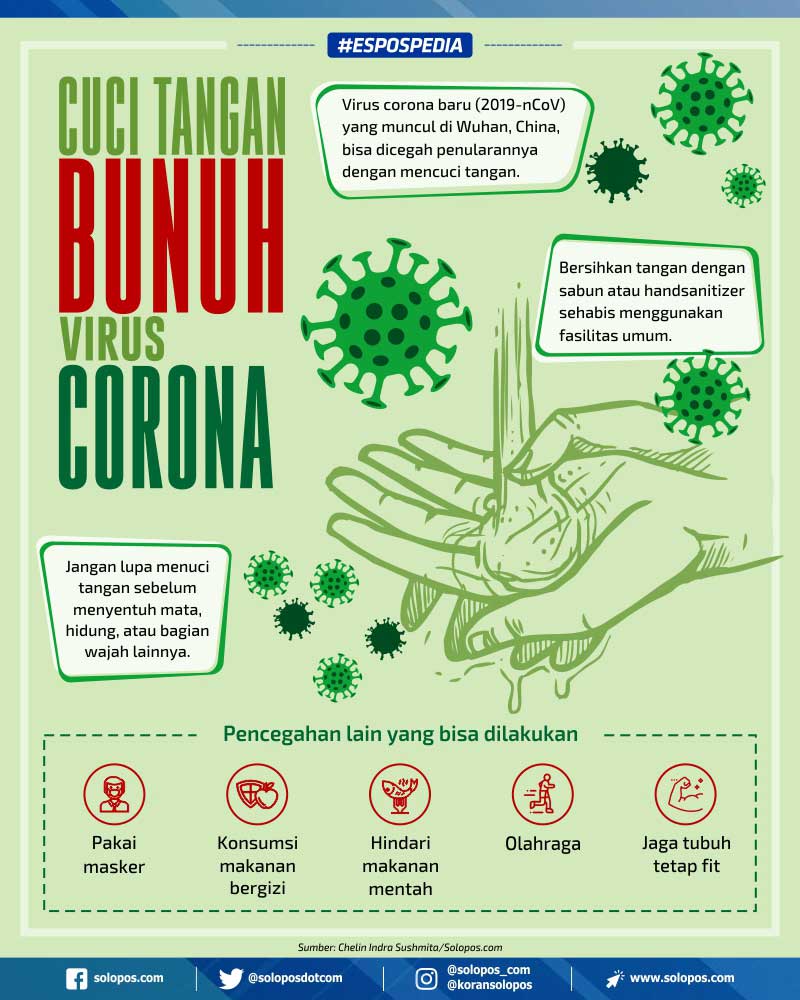 #ESPOSPEDIA
CUCI TANGAN
BUNUH
VIRUS
CORONA
Virus corona baru (2019-nCoV)
yang muncul di Wuhan, China,
bisa dicegah penularannya
dengan mencuci tangan.
Bersihkan tangan dengan
sabun atau handsanitizer
sehabis menggunakan
fasilitas umum.
Jangan lupa menuci
tangan sebelum
menyentuh mata,
hidung, atau bagian
wajah lainnya.
Pencegahan lain yang bisa dilakukan
Pakai
masker
Konsumsi
makanan
bergizi
Hindari
makanan
mentah
Olahraga
Jaga tubuh
tetap fit
Sumber: Chelin Indra Sushmita/Solopos.com
solopos.com
@soloposdotcom
@solopos_com
@koransolopos
www.solopos.com